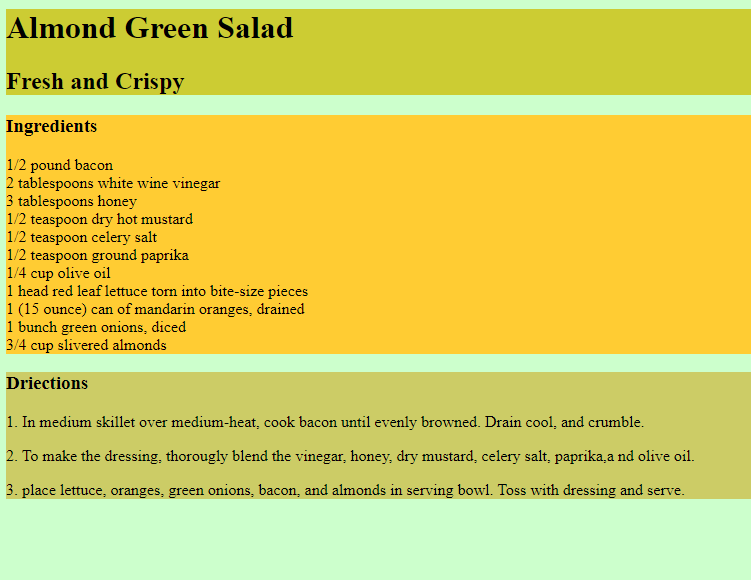 Almond Green Salad
Fresh and Crispy
Ingredients
1/2 pound bacon
2 tablespoons white wine vinegar
3 tablespoons honey
1/2 teaspoon dry hot mustard
1/2 teaspoon celery salt
1/2 teaspoon ground paprika
1/4 cup olive oil
1 head red leaf lettuce torn into bite-size pieces
1 (15 ounce) can of mandarin oranges, drained
1 bunch green onions, diced
3/4 cup slivered almonds
Driections
1. In medium skillet over medium-heat, cook bacon until evenly browned. Drain cool, and crumble.
2. To make the dressing, thorougly blend the vinegar, honey, dry mustard, celery salt, paprika,a nd olive oil.
3. place lettuce, oranges, green onions, bacon, and almonds in serving bowl. Toss with dressing and serve.